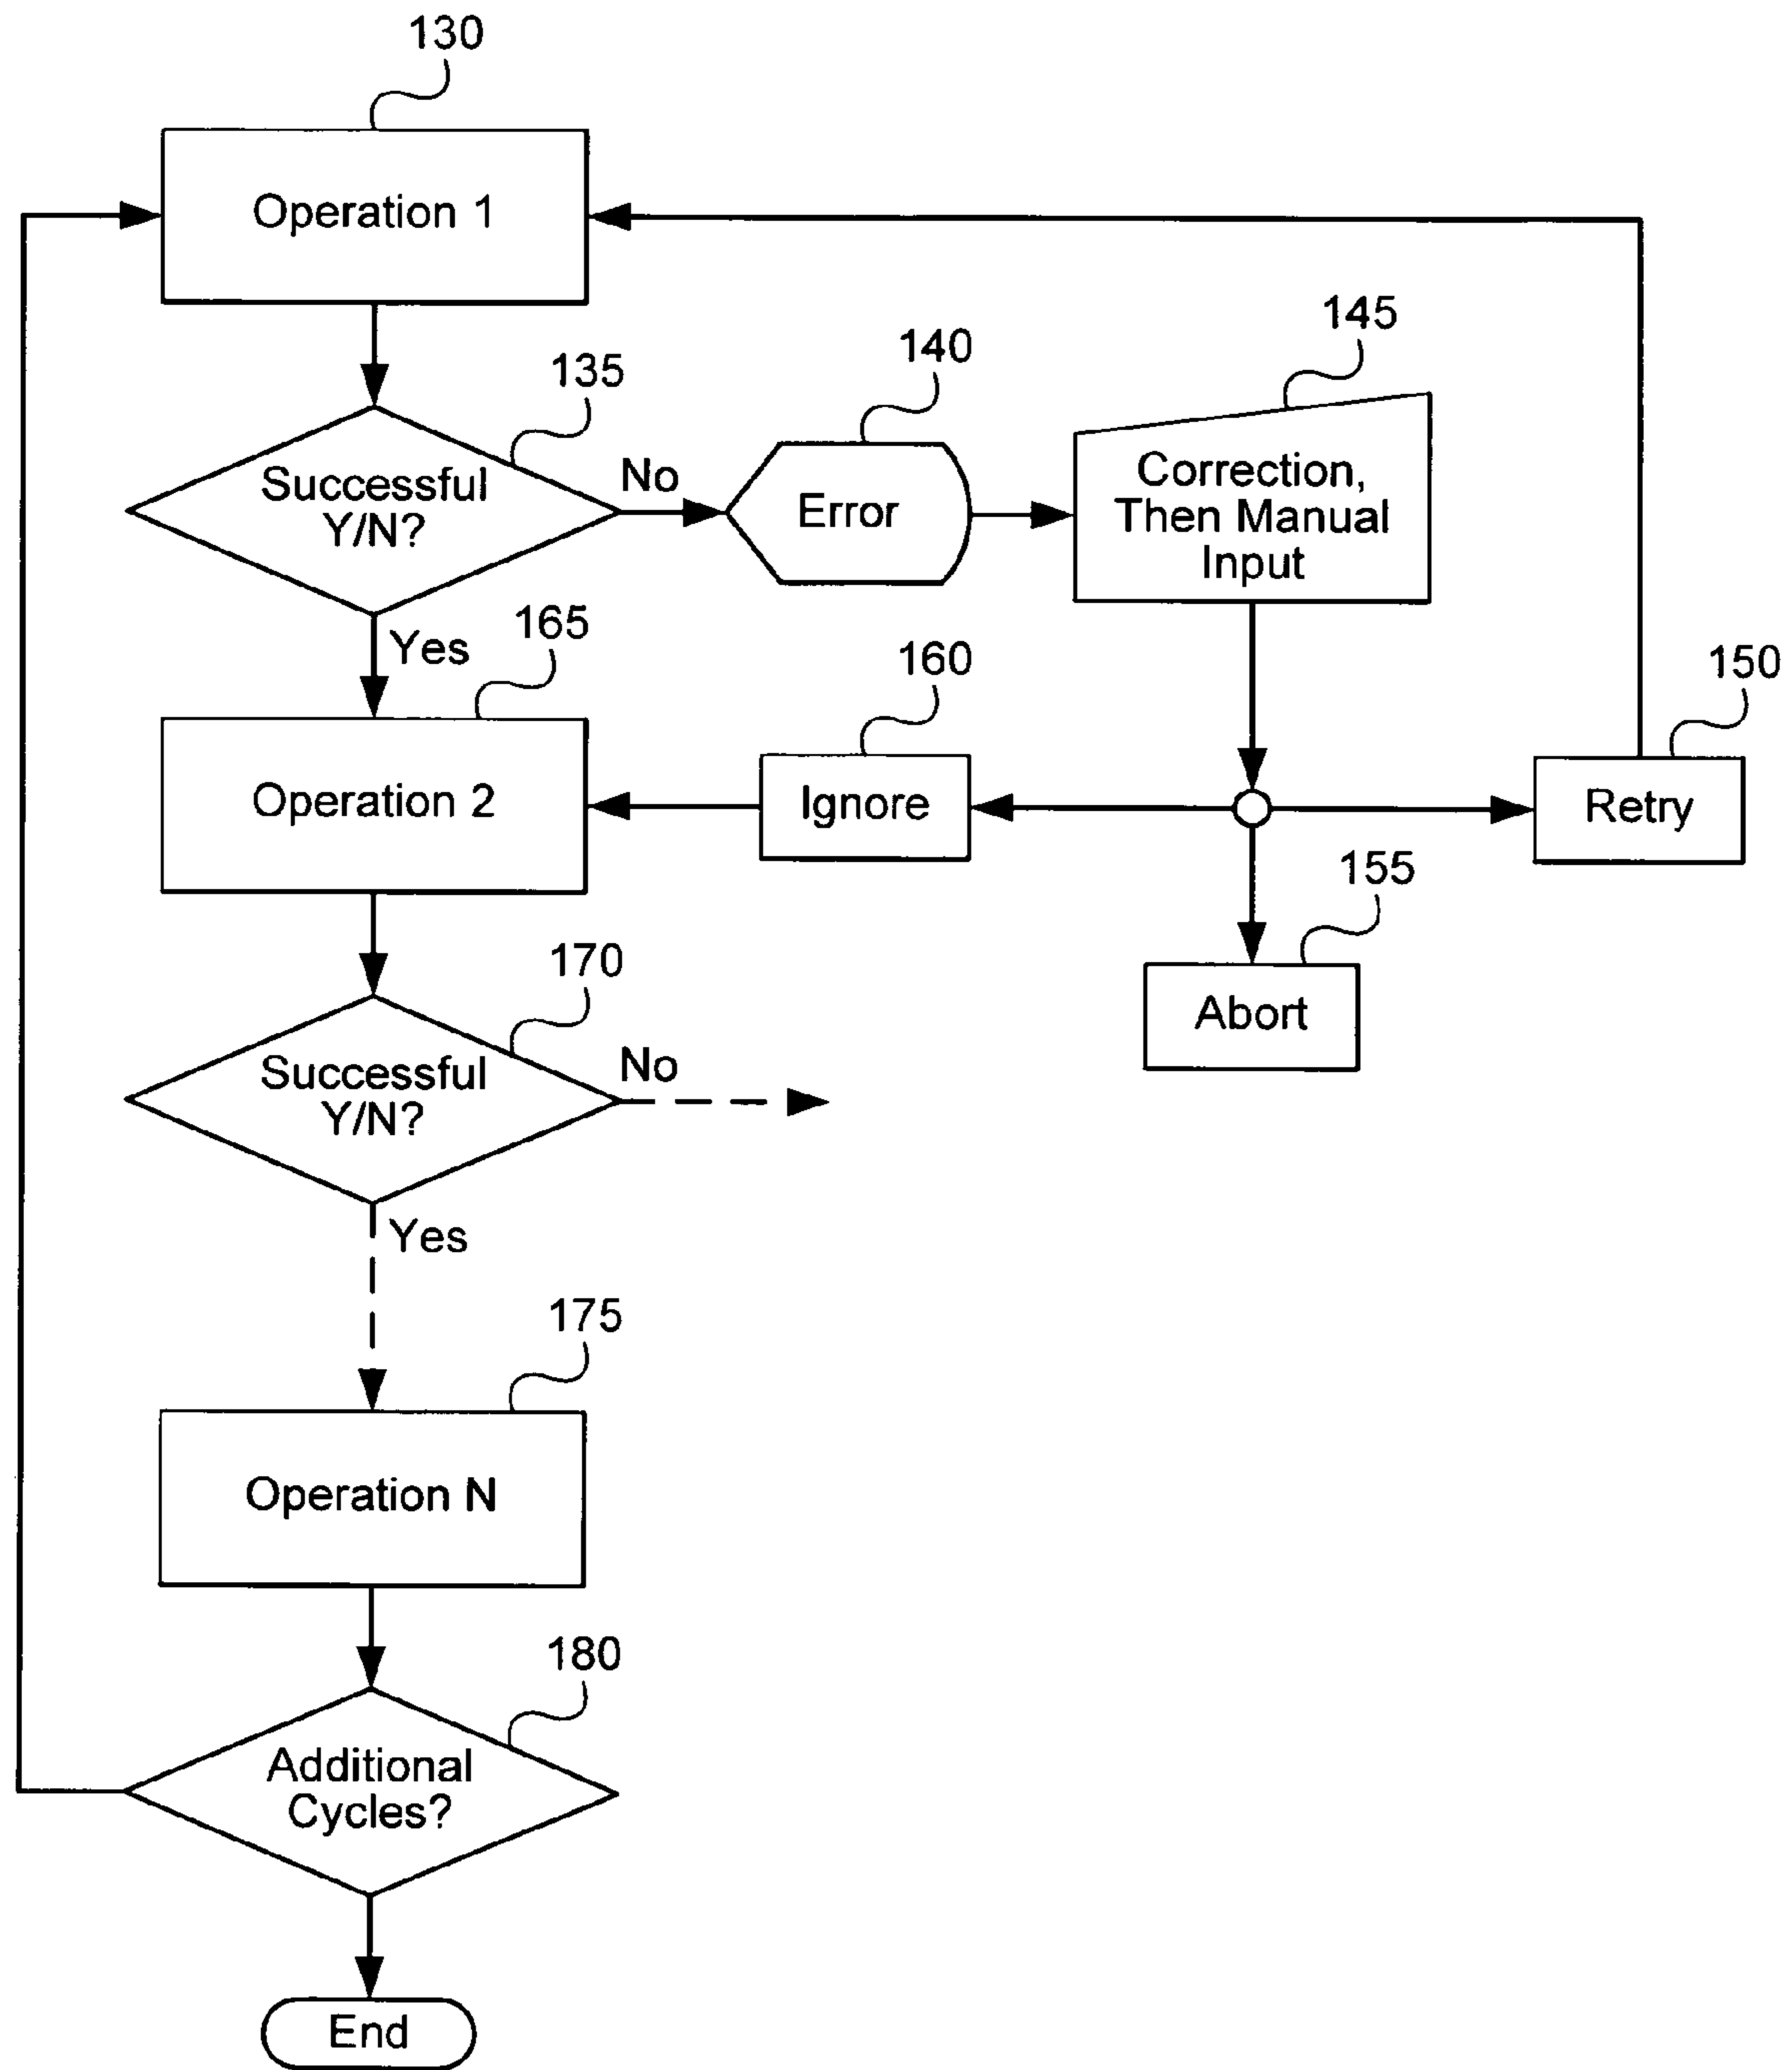 130
Operation 1
135
Successful
Y/N?
No
140
Error
145
Correction,
Then Manual
Input
Yes
165
Operation 2
160
Ignore
150
Retry
155
Abort
170
Successful
Y/N?
No
Yes
175
Operation N
180
Additional
Cycles?
End